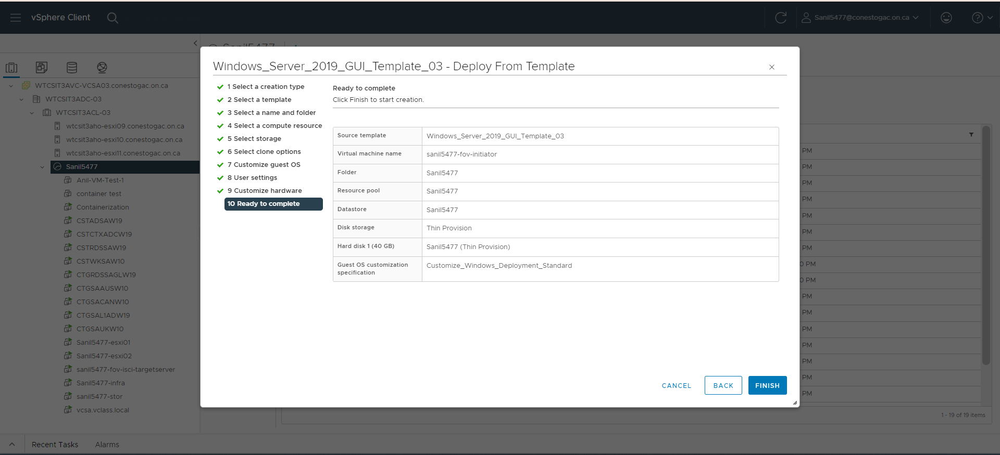 vSphere Client
Sanil5477@conestogac.on.ca
Sanil5477
WTCSIT3AVC-VCSA03.conestogac.on.ca
WTCSIT3ADC-03
WTCSIT3ACL-03
wtcsit3aho-esxi09.conestogac.on.ca
wtcsit3aho-esxi10.conestogac.on.ca
wtcsit3aho-esxi11.conestogac.on.ca
Sanil5477
Anil-VM-Test-1
container test
Containerization
CSTADSAW19
CSTCTXADCW19
CSTRDSSAW19
CSTWKSAW10
CTGRDSSAGLW19
CTGSAAUSW10
CTGSACANW10
CTGSAL1ADW19
CTGSAUKW10
Sanil5477-esxi01
Sanil5477-esxi02
sanil5477-fov-isci-targetserver
Sanil5477-infra
sanil5477-stor
vcsa.vclass.local
Windows_Server_2019_GUI_Template_03 - Deploy From Template
1 Select a creation type
2 Select a template
3 Select a name and folder
4 Select a compute resource
5 Select storage
6 Select clone options
7 Customize guest OS
8 User settings
9 Customize hardware
10 Ready to complete
Ready to complete
Click Finish to start creation.
Source template Windows_Server_2019_GUI_Template_03
Virtual machine name sanil5477-fov-initiator
Folder Sanil5477
Resource pool Sanil5477
Datastore Sanil5477
Disk storage Thin Provision
Hard disk 1 (40 GB) Sanil5477 (Thin Provision)
Guest OS customization Customize_Windows_Deployment_Standard
specification
CANCEL BACK FINISH
PM
PM
PM
PM
PM
PM
PM
0 PM
0 PM
PM
PM
PM
PM
PM
PM
PM
1 - 19 of 19 items
Recent Tasks Alarms